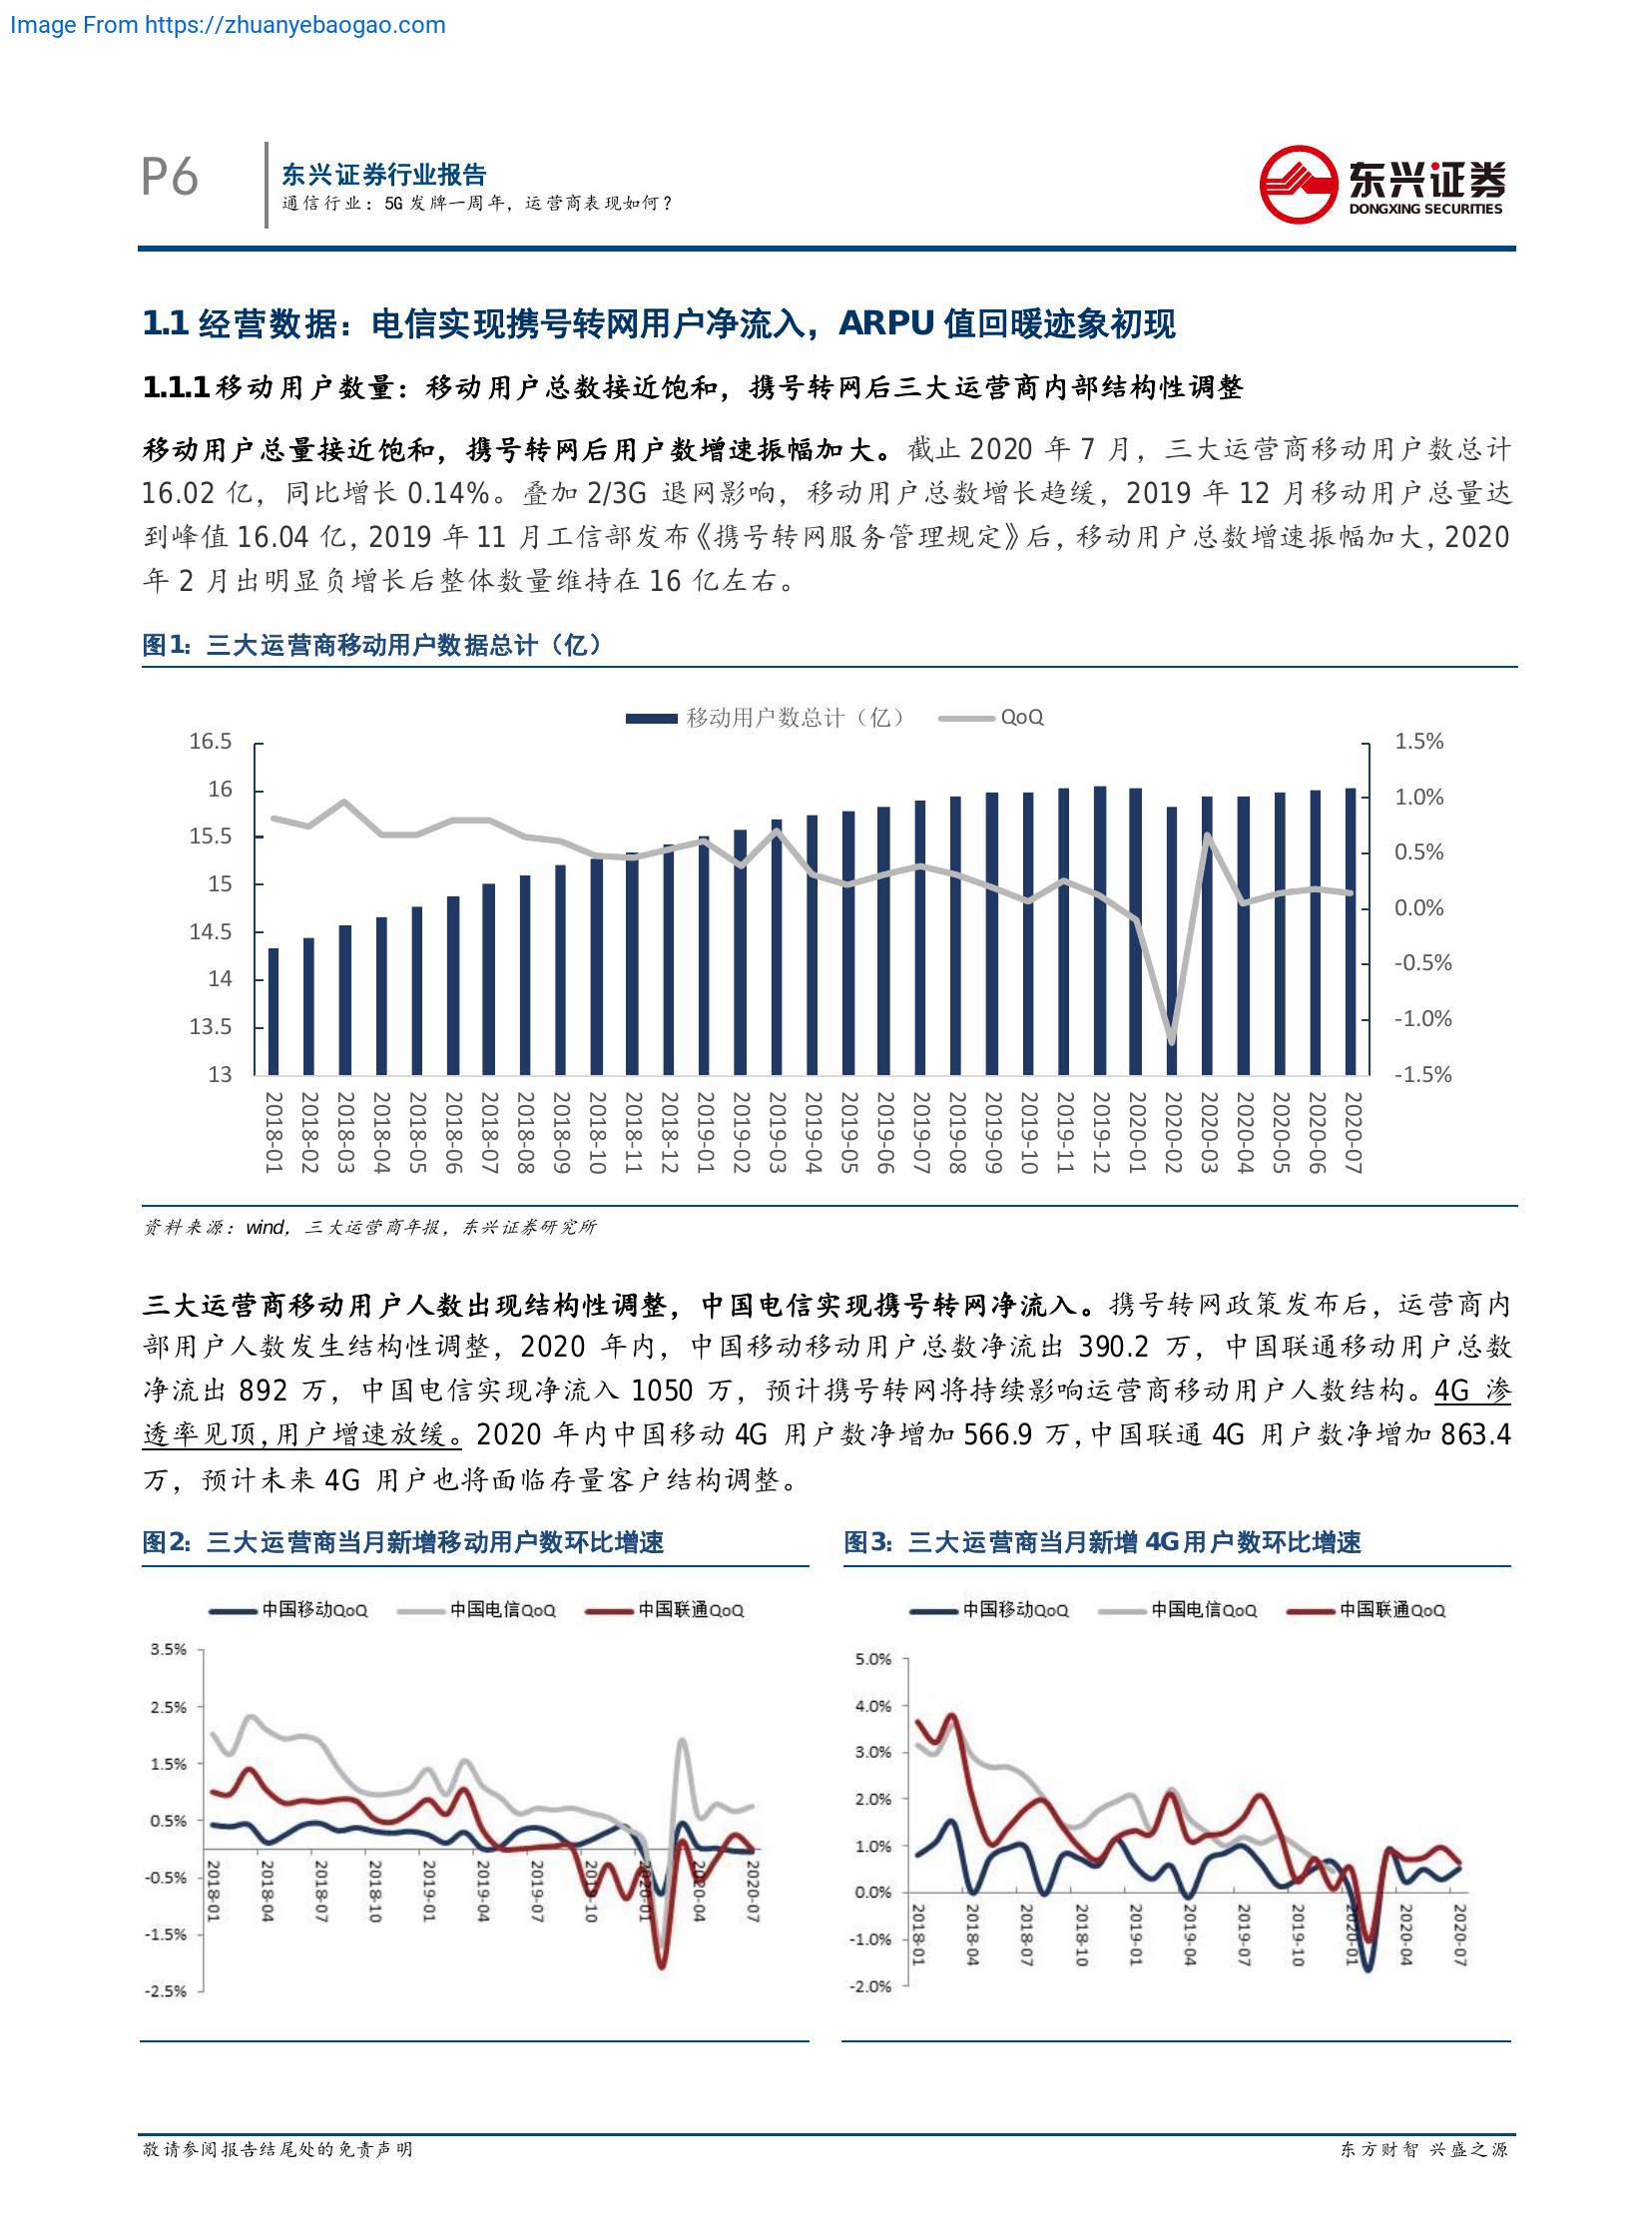 Image From https://zhuanyebaogao.com
P6
东兴证券行业报告
通信行业：5G 发牌一周年，运营商表现如何？
东兴证券
DONGXING SECURITIES
1.1 经营数据：电信实现携号转网用户净流入，ARPU 值回暖迹象初现
1.1.1 移动用户数量：移动用户总数接近饱和，携号转网后三大运营商内部结构性调整
移动用户总量接近饱和，携号转网后用户数增速振幅加大。截止 2020 年 7 月，三大运营商移动用户数总计
16.02 亿，同比增长 0.14%。叠加 2/3G 退网影响，移动用户总数增长趋缓，2019 年 12 月移动用户总量达
到峰值 16.04 亿，2019 年 11 月工信部发布《携号转网服务管理规定》后，移动用户总数增速振幅加大，2020
年 2 月出明显负增长后整体数量维持在 16 亿左右。
图1：三大运营商移动用户数据总计（亿）
移动用户数总计（亿） QoQ
16.5 1.5%
16 1.0%
15.5
15 0.5%
14.5 0.0%
14 -0.5%
13.5 -1.0%
13 -1.5%
2018-01 2018-02 2018-03 2018-04 2018-05 2018-06 2018-07 2018-08 2018-09 2018-10 2018-11 2018-12 2019-01 2019-02 2019-03 2019-04 2019-05 2019-06 2019-07 2019-08 2019-09 2019-10 2019-11 2019-12 2020-01 2020-02 2020-03 2020-04 2020-05 2020-06 2020-07
资料来源：wind，三大运营商年报，东兴证券研究所
三大运营商移动用户人数出现结构性调整，中国电信实现携号转网净流入。携号转网政策发布后，运营商内
部用户人数发生结构性调整，2020 年内，中国移动移动用户总数净流出 390.2 万，中国联通移动用户总数
净流出 892 万，中国电信实现净流入 1050 万，预计携号转网将持续影响运营商移动用户人数结构。4G 渗
透率见顶，用户增速放缓。2020 年内中国移动 4G 用户数净增加 566.9 万，中国联通 4G 用户数净增加 863.4
万，预计未来 4G 用户也将面临存量客户结构调整。
图2：三大运营商当月新增移动用户数环比增速
中国移动QoQ 中国电信QoQ 中国联通QoQ
3.5%
2.5%
1.5%
0.5%
-0.5%
-1.5%
-2.5%
2018-01 2018-04 2018-07 2018-10 2019-01 2019-04 2019-07 2019-10 2020-01 2020-04 2020-07
图3：三大运营商当月新增 4G 用户数环比增速
中国移动QoQ 中国电信QoQ 中国联通QoQ
5.0%
4.0%
3.0%
2.0%
1.0%
0.0%
-1.0%
-2.0%
2018-01 2018-04 2018-07 2018-10 2019-01 2019-04 2019-07 2019-10 2020-01 2020-04 2020-07
敬请参阅报告结尾处的免责声明
东方财智 兴盛之源